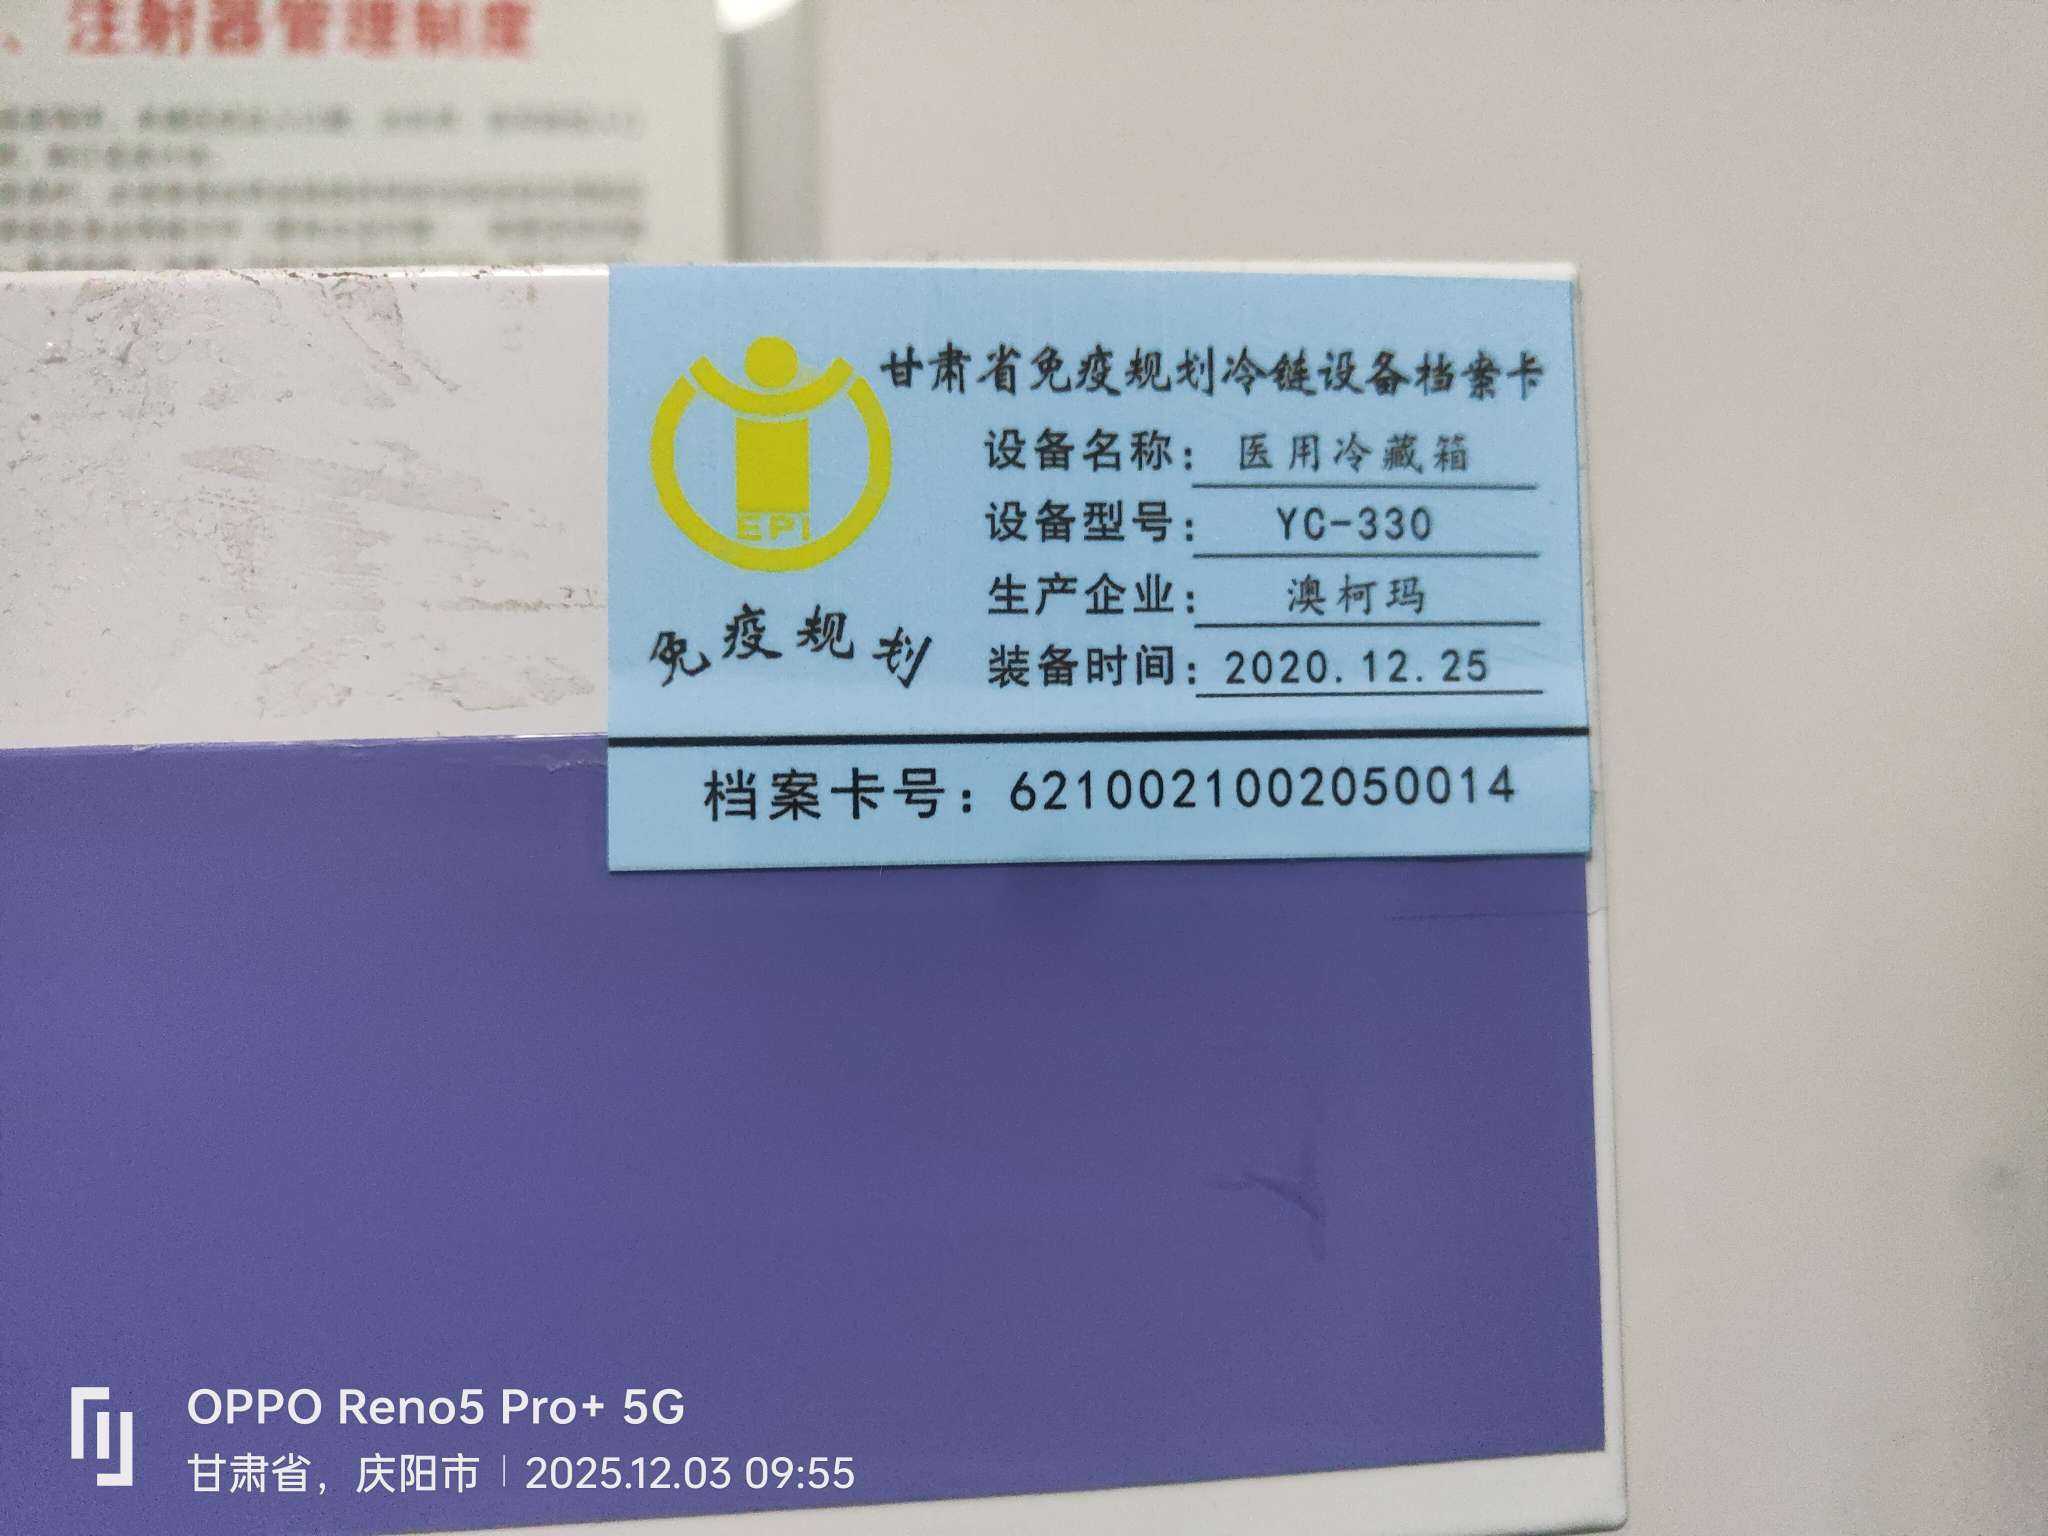 、注射器管理制度
甘肃省免疫规划冷链设备档案卡
设备名称：医用冷藏箱
设备型号：YC-330
生产企业：澳柯玛
装备时间：2020.12.25
EPI
免疫规划
档案卡号：6210021002050014
OPPO Reno5 Pro+ 5G
甘肃省，庆阳市 | 2025.12.03 09:55